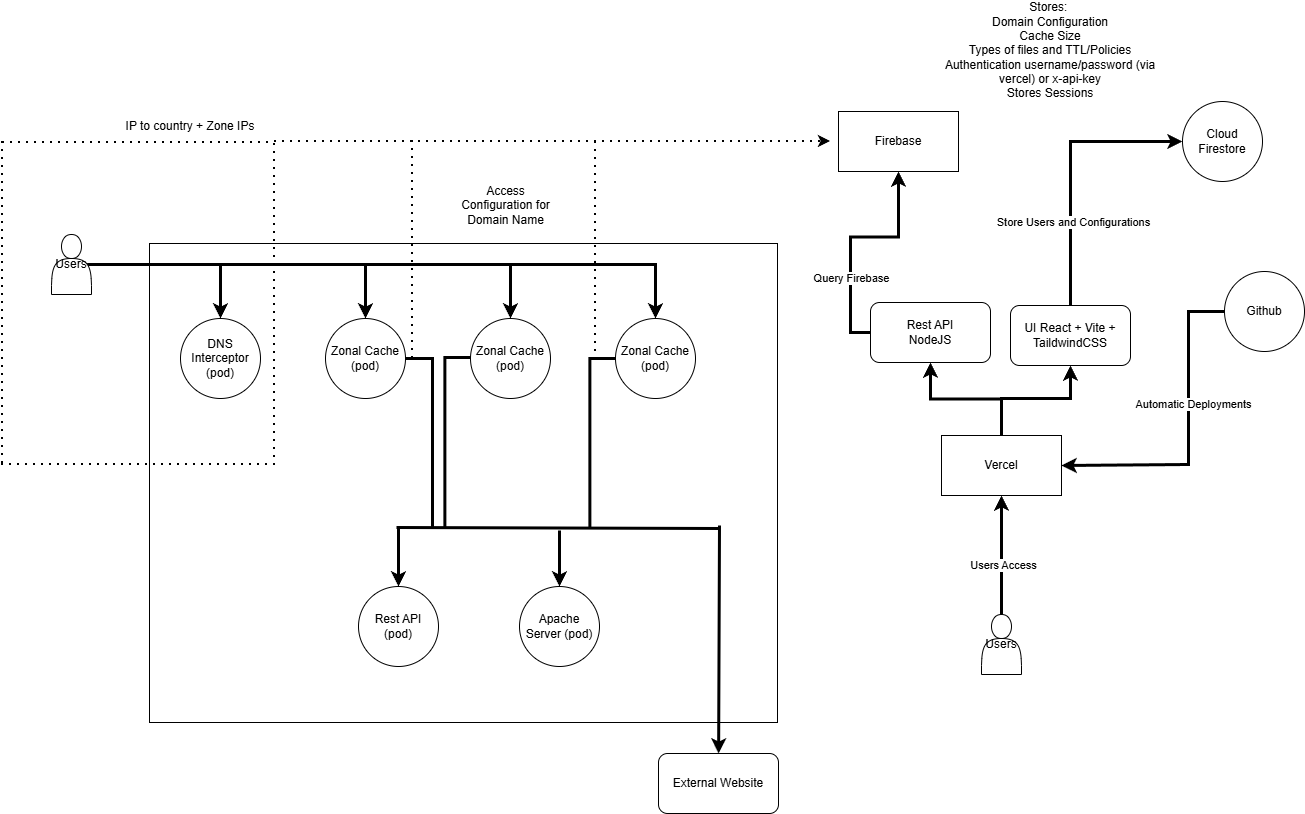 Stores:
Domain Configuration
Cache Size
Types of files and TTL/Policies
Authentication username/password (via
vercel) or x-api-key
Stores Sessions
IP to country + Zone IPs
Firebase
Cloud
Firestore
Access
Configuration for
Domain Name
Store Users and Configurations
Users
Query Firebase
Rest API
NodeJS
UI React + Vite +
TaildwindCSS
Github
DNS
Interceptor
(pod)
Zonal Cache
(pod)
Zonal Cache
(pod)
Zonal Cache
(pod)
Automatic Deployments
Vercel
Users Access
Rest API
(pod)
Apache
Server (pod)
Users
External Website